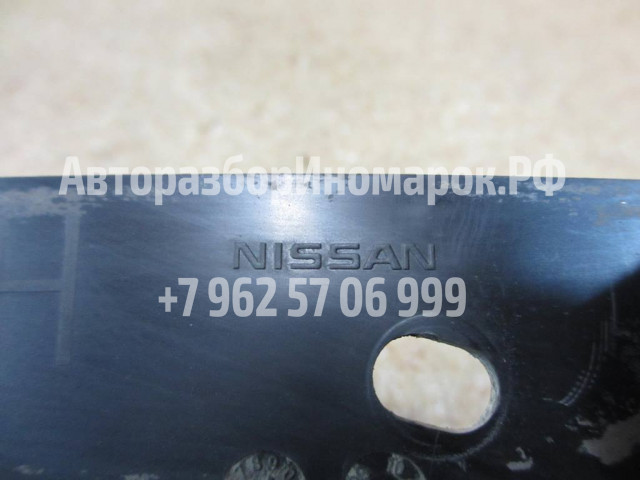 АвторазборИномарок.РФ
NISSAN
+7 962 57 06 999